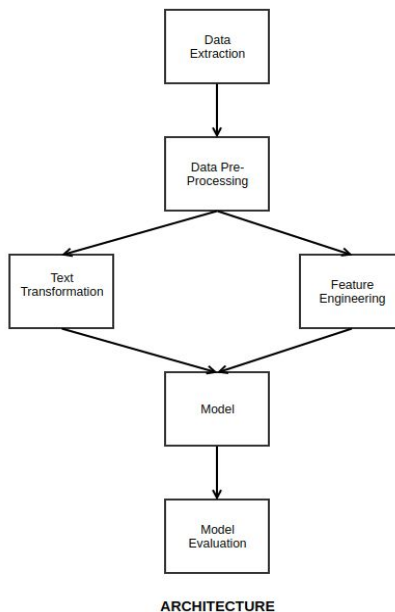 Data
Extraction
Data Pre-
Processing
Text
Transformation
Feature
Engineering
Model
Model
Evaluation
ARCHITECTURE